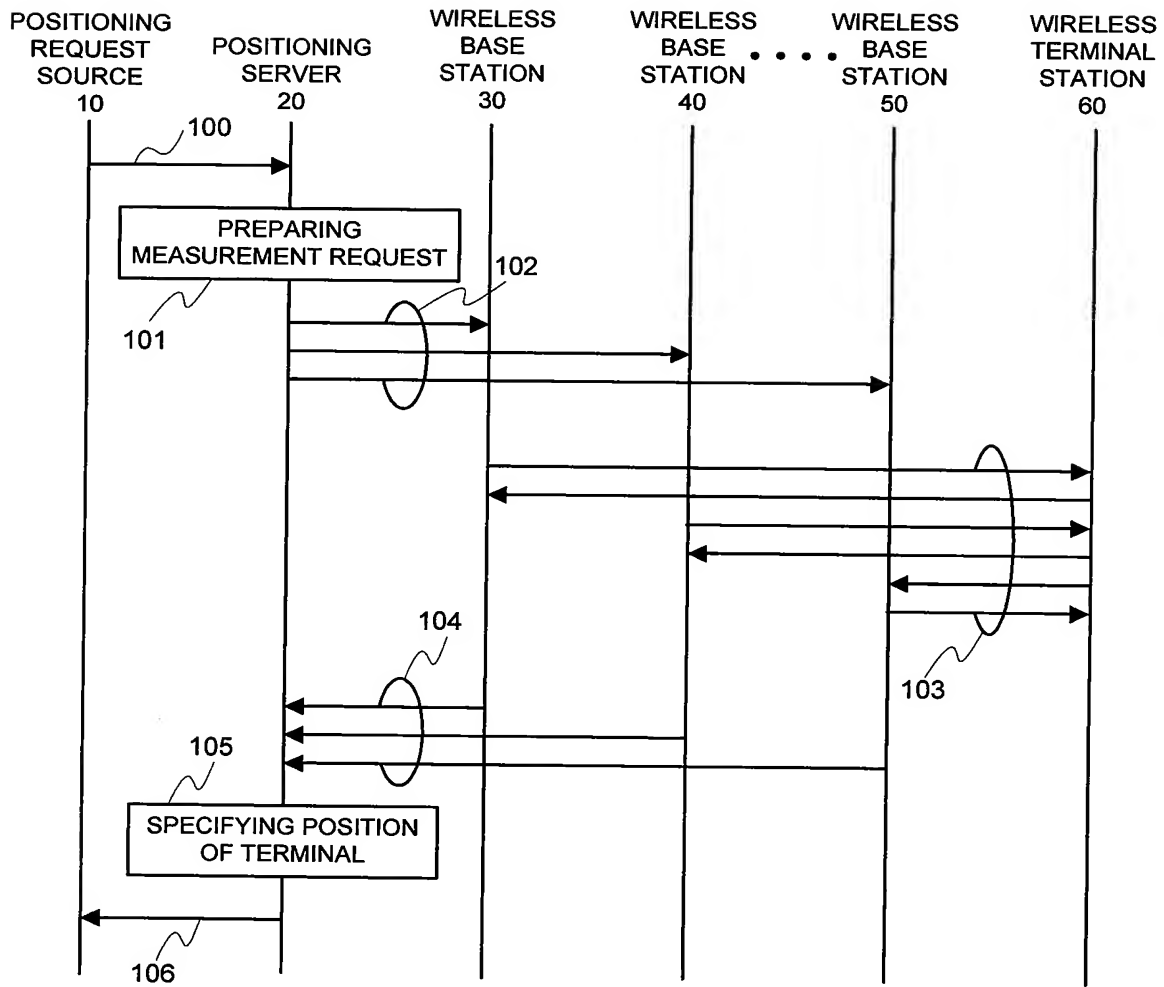 POSITIONING
REQUEST
SOURCE
10
POSITIONING
SERVER
20
WIRELESS
BASE
STATION
30
WIRELESS
BASE
STATION
40
WIRELESS
BASE
STATION
50
WIRELESS
TERMINAL
STATION
60
100
PREPARING
MEASUREMENT REQUEST
101
102
103
104
105
SPECIFYING POSITION
OF TERMINAL
106